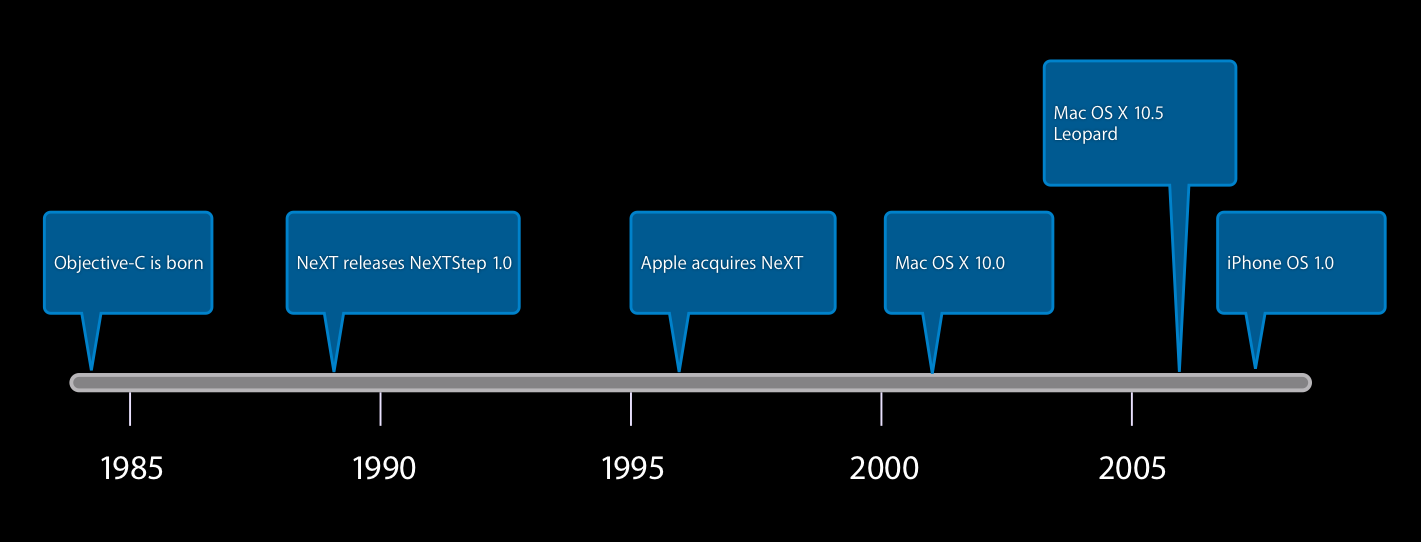 Mac OS X 10.5
Leopard
Objective-C is born
NeXT releases NeXTStep 1.0
Apple acquires NeXT
Mac OS X 10.0
iPhone OS 1.0
1985
1990
1995
2000
2005